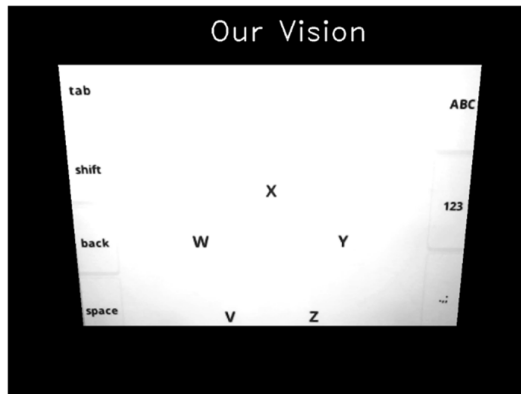 Our Vision
tab
ABC
shift
X
123
back
W
Y
space
V
Z
.,;